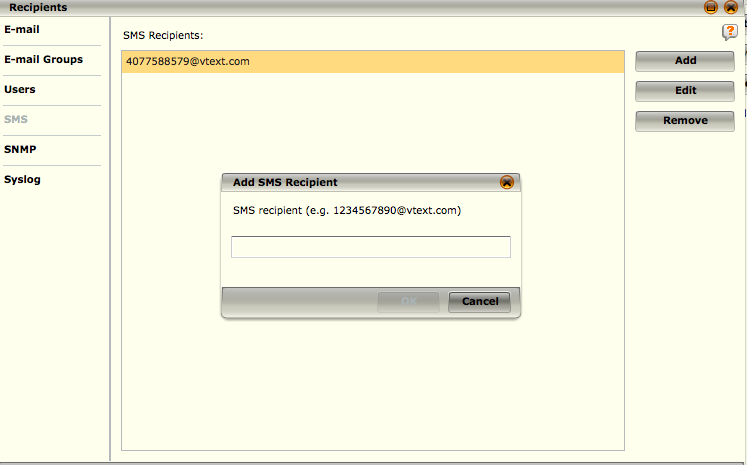 Recipients
E-mail
E-mail Groups
Users
SMS
SNMP
Syslog
SMS Recipients:
4077588579@vtext.com
Add
Edit
Remove
Add SMS Recipient
SMS recipient (e.g. 1234567890@vtext.com)
OK
Cancel